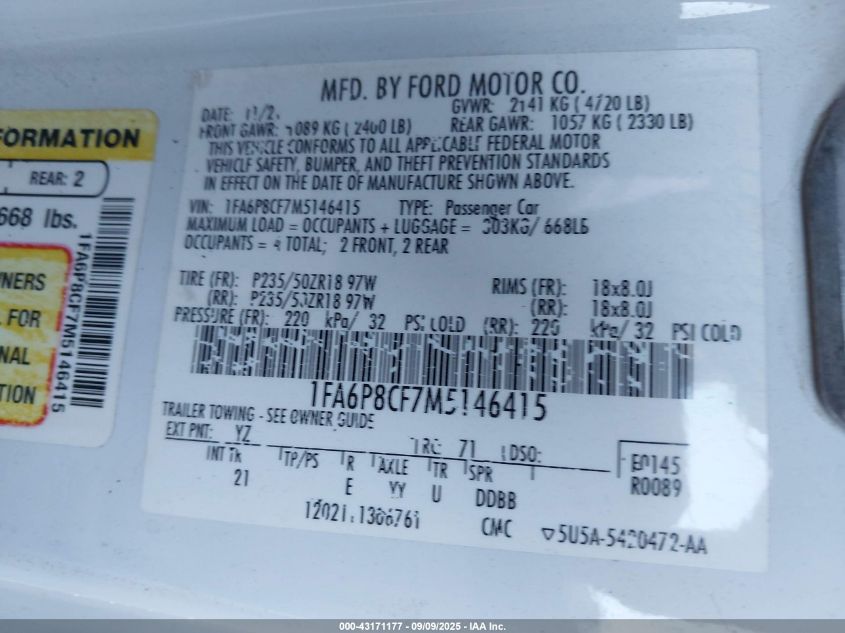 MFD. BY FORD MOTOR CO.
DATE: GVWR: 2141 KG ( 4720 LB)
FRONT GAWR: 1089 KG ( 2400 LB) REAR GAWR: 1057 KG ( 2330 LB)
THIS VEHICLE CONFORMS TO ALL APPLICABLE FEDERAL MOTOR
VEHICLE SAFETY, BUMPER, AND THEFT PREVENTION STANDARDS
IN EFFECT ON THE DATE OF MANUFACTURE SHOWN ABOVE.
VIN: 1FA6P8CF7M5146415 TYPE: Passenger Car
MAXIMUM LOAD = OCCUPANTS + LUGGAGE = 303KG/ 668LB
OCCUPANTS = 4 TOTAL; 2 FRONT, 2 REAR
TIRE (FR): P235/50ZR18 97W RIMS (FR): 18x8.0J
(RR): P235/50ZR18 97W (RR): 18x8.0J
PRESSURE (FR): 220 kPa/ 32 PSI COLD (RR): 220 kPa/ 32 PSI COLD
1FA6P8CF7M5146415
TRAILER TOWING - SEE OWNER GUIDE
EXT PNT: YZ RC: 71 DSO:
INT TR TP/PS R AXLE TR SPR E0145
21 E YY U DDBB R0089
CMC ▽5U5A-5420472-AA
FORMATION
REAR: 2
668 lbs.
NERS
FOR
NAL
TION
1FA6P8CF7M5146415
000-43171177 - 09/09/2025 - IAA Inc.